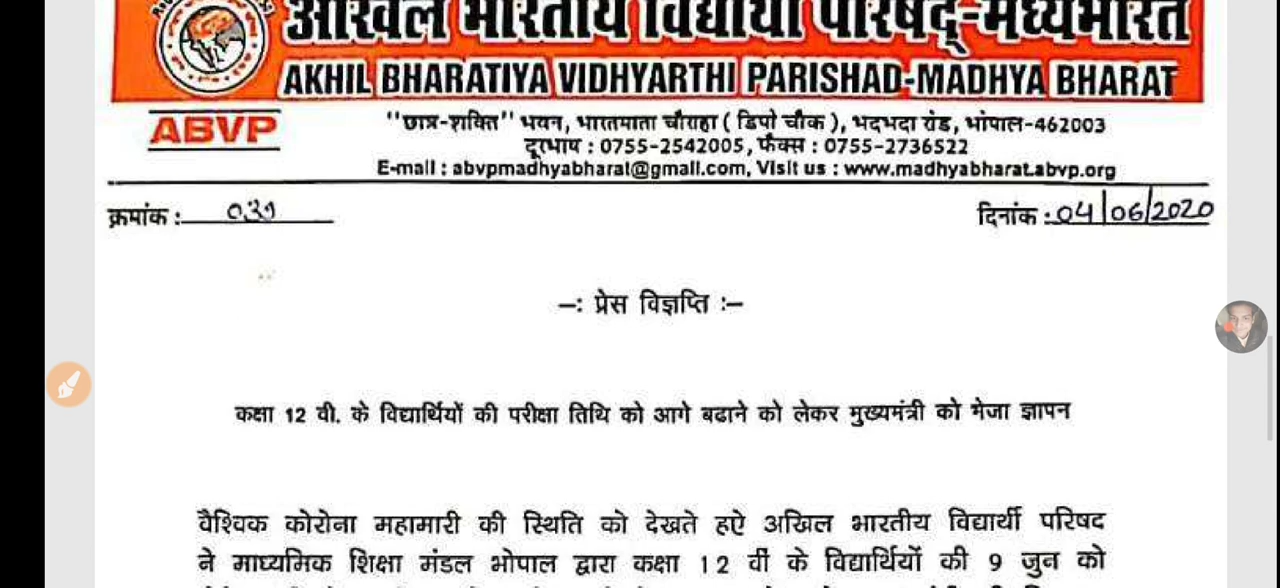 अखिल भारतीय विद्यार्थी परिषद्-मध्यभारत
AKHIL BHARATIYA VIDHYARTHI PARISHAD-MADHYA BHARAT
ABVP
"छात्र-शक्ति" भवन, भारतमाता चौराहा ( डिपो चौक ), भदभदा रोड, भोपाल-462003
दूरभाष : 0755-2542005, फैक्स : 0755-2736522
E-mail : abvpmadhyabharat@gmail.com, Visit us : www.madhyabharat.abvp.org
क्रमांक : ०३१
दिनांक : 04/06/2020
–: प्रेस विज्ञप्ति :–
कक्षा 12 वी. के विद्यार्थियों की परीक्षा तिथि को आगे बढाने को लेकर मुख्यमंत्री को भेजा ज्ञापन
वैश्विक कोरोना महामारी की स्थिति को देखते हऐ अखिल भारतीय विद्यार्थी परिषद
ने माध्यमिक शिक्षा मंडल भोपाल द्वारा कक्षा 12 वीं के विद्यार्थियों की 9 जुन को